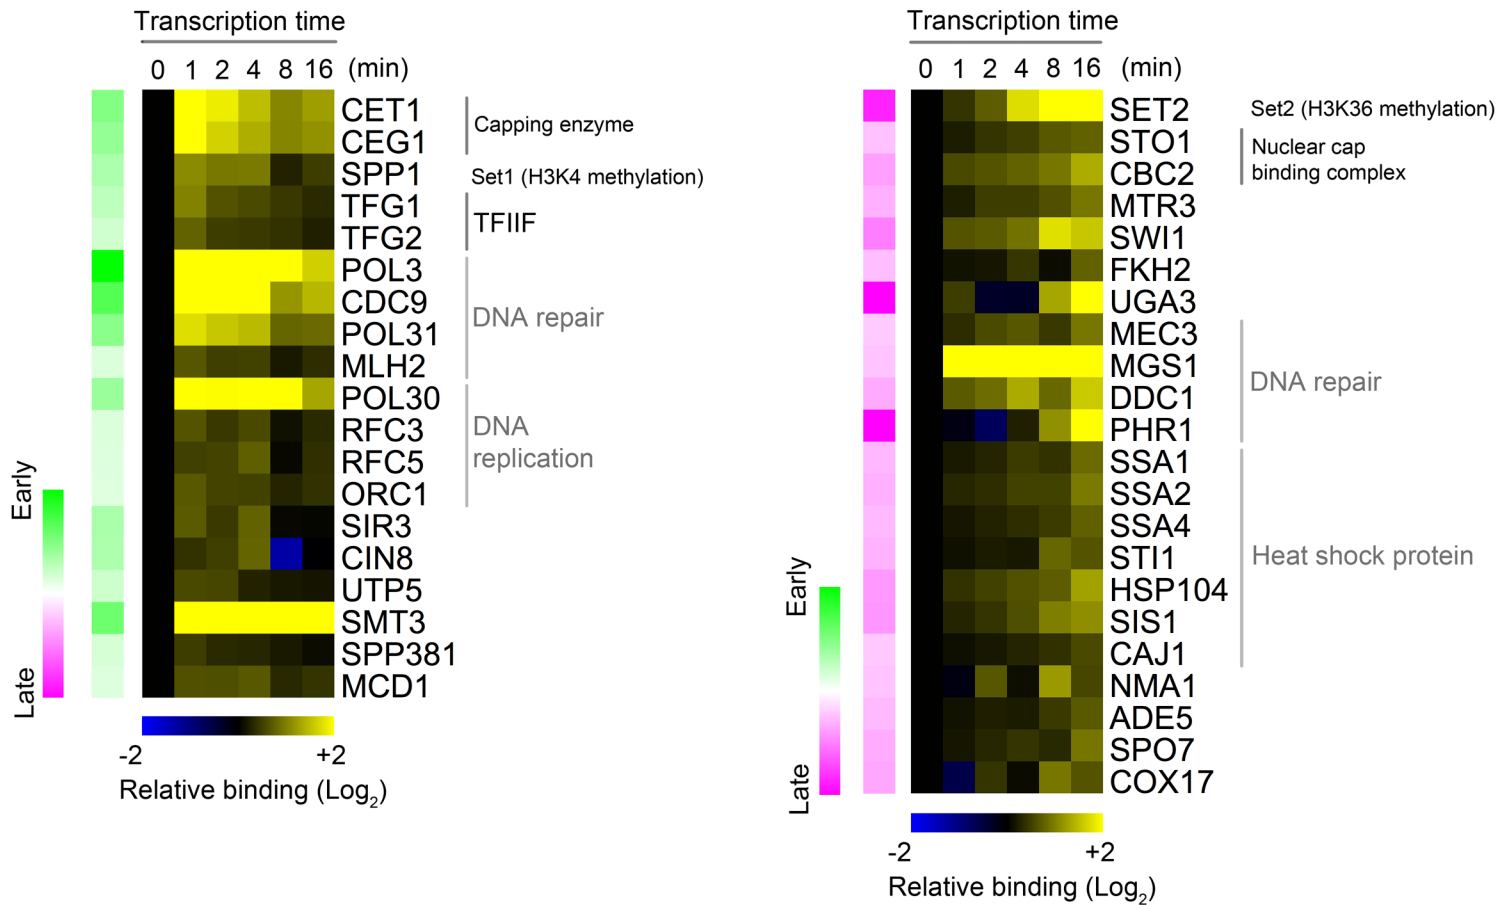 Transcription time
0 1 2 4 8 16 (min)
CET1
CEG1
SPP1
TFG1
TFG2
POL3
CDC9
POL31
MLH2
POL30
RFC3
RFC5
ORC1
SIR3
CIN8
UTP5
SMT3
SPP381
MCD1
Capping enzyme
Set1 (H3K4 methylation)
TFIIF
DNA repair
DNA
replication
Early
Late
-2 +2
Relative binding (Log2)
Transcription time
0 1 2 4 8 16 (min)
SET2
STO1
CBC2
MTR3
SWI1
FKH2
UGA3
MEC3
MGS1
DDC1
PHR1
SSA1
SSA2
SSA4
STI1
HSP104
SIS1
CAJ1
NMA1
ADE5
SPO7
COX17
Set2 (H3K36 methylation)
Nuclear cap
binding complex
DNA repair
Heat shock protein
Early
Late
-2 +2
Relative binding (Log2)